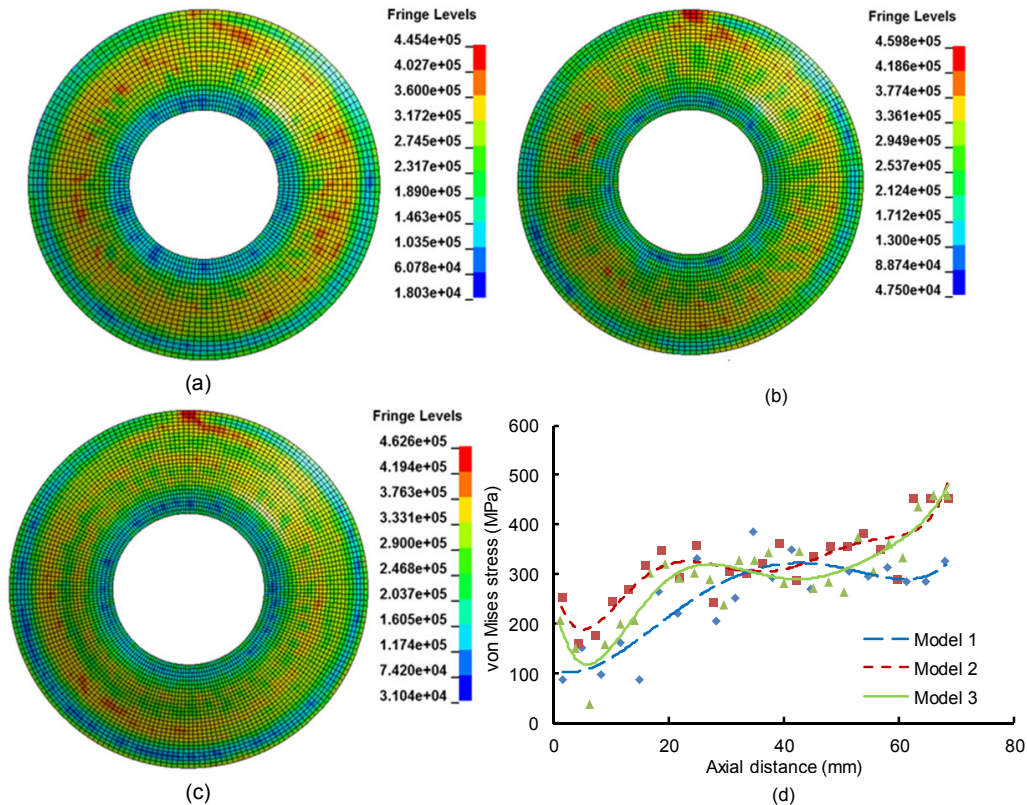 Fringe Levels
4.454e+05
4.027e+05
3.600e+05
3.172e+05
2.745e+05
2.317e+05
1.890e+05
1.463e+05
1.035e+05
6.078e+04
1.803e+04
(a)
Fringe Levels
4.598e+05
4.186e+05
3.774e+05
3.361e+05
2.949e+05
2.537e+05
2.124e+05
1.712e+05
1.300e+05
8.874e+04
4.750e+04
(b)
Fringe Levels
4.626e+05
4.194e+05
3.763e+05
3.331e+05
2.900e+05
2.468e+05
2.037e+05
1.605e+05
1.174e+05
7.420e+04
3.104e+04
(c)
600
500
400
300
200
100
0
von Mises stress (MPa)
Model 1
Model 2
Model 3
0 20 40 60 80
Axial distance (mm)
(d)